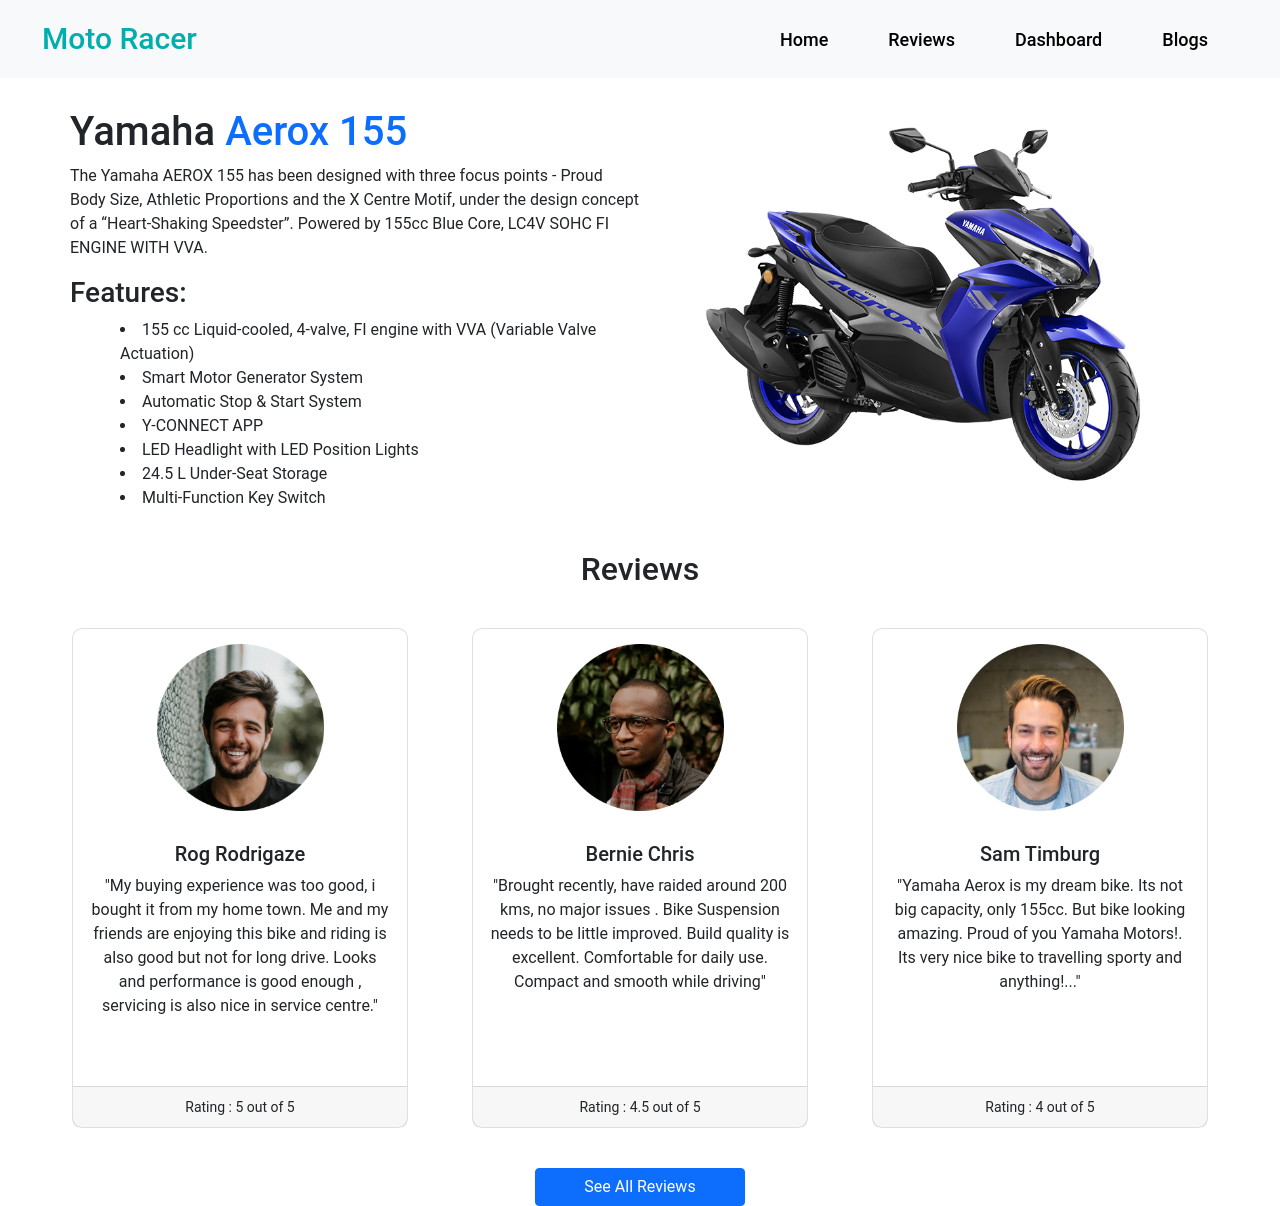 Moto Racer
Home
Reviews
Dashboard
Blogs
Yamaha Aerox 155
The Yamaha AEROX 155 has been designed with three focus points - Proud
Body Size, Athletic Proportions and the X Centre Motif, under the design concept
of a “Heart-Shaking Speedster”. Powered by 155cc Blue Core, LC4V SOHC FI
ENGINE WITH VVA.
Features:
• 155 cc Liquid-cooled, 4-valve, FI engine with VVA (Variable Valve
Actuation)
• Smart Motor Generator System
• Automatic Stop & Start System
• Y-CONNECT APP
• LED Headlight with LED Position Lights
• 24.5 L Under-Seat Storage
• Multi-Function Key Switch
YAMAHA
VVA
aerox
Reviews
Rog Rodrigaze
"My buying experience was too good, i
bought it from my home town. Me and my
friends are enjoying this bike and riding is
also good but not for long drive. Looks
and performance is good enough ,
servicing is also nice in service centre."
Rating : 5 out of 5
Bernie Chris
"Brought recently, have raided around 200
kms, no major issues . Bike Suspension
needs to be little improved. Build quality is
excellent. Comfortable for daily use.
Compact and smooth while driving"
Rating : 4.5 out of 5
Sam Timburg
"Yamaha Aerox is my dream bike. Its not
big capacity, only 155cc. But bike looking
amazing. Proud of you Yamaha Motors!.
Its very nice bike to travelling sporty and
anything!..."
Rating : 4 out of 5
See All Reviews